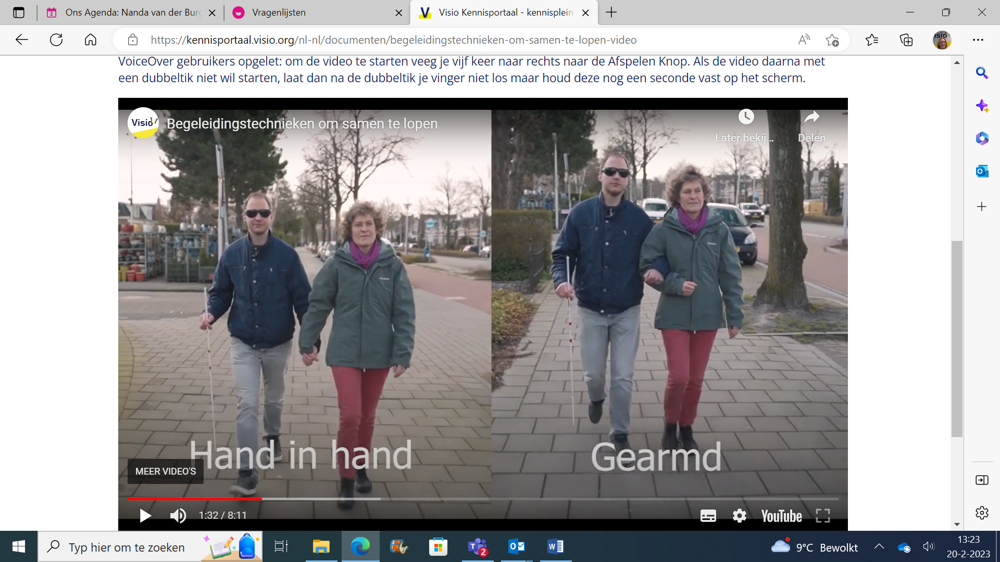 Ons Agenda: Nanda van der Bur
Vragenlijsten
Visio Kennisportaal - kennisplein
https://kennisportaal.visio.org/nl-nl/documenten/begeleidingstechnieken-om-samen-te-lopen-video
VoiceOver gebruikers opgelet: om de video te starten veeg je vijf keer naar rechts naar de Afspelen Knop. Als de video daarna met
een dubbeltik niet wil starten, laat dan na de dubbeltik je vinger niet los maar houd deze nog een seconde vast op het scherm.
Visio
Begeleidingstechnieken om samen te lopen
Later bekij...
Delen
Hand in hand
Gearmd
MEER VIDEO'S
1:32 / 8:11
YouTube
Typ hier om te zoeken
2
9°C Bewolkt
13:23
20-2-2023